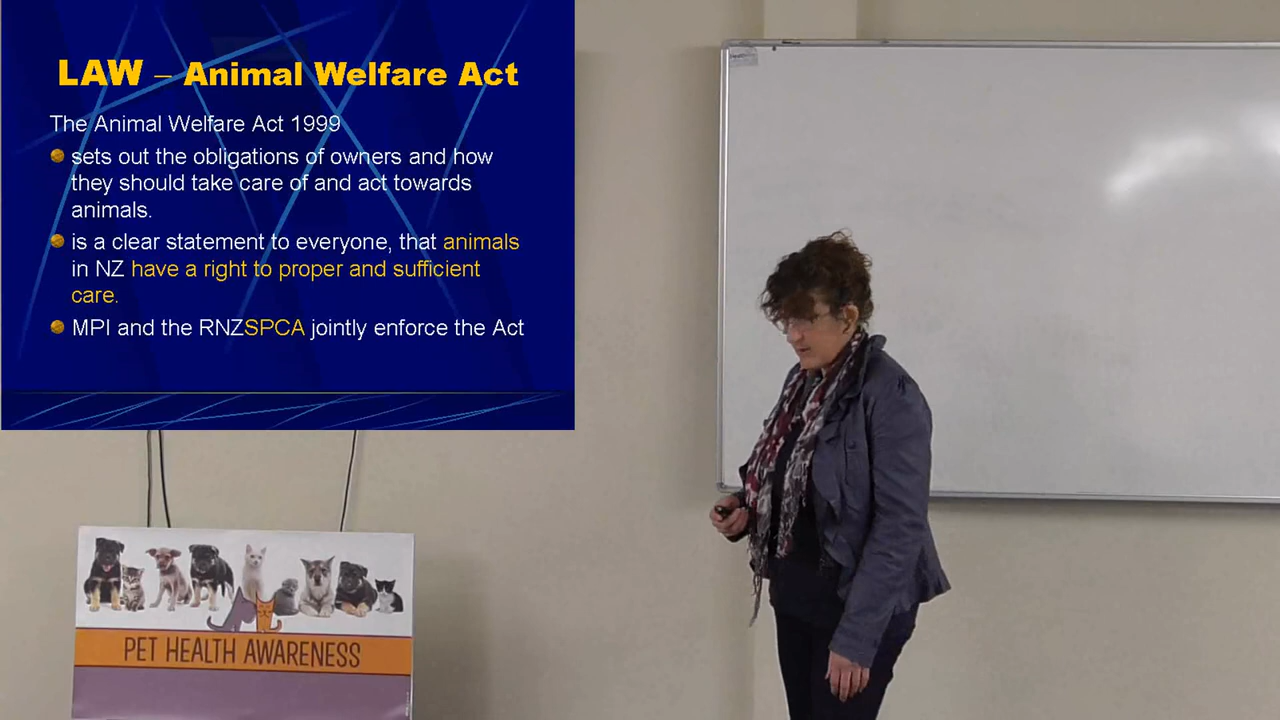 LAW – Animal Welfare Act
The Animal Welfare Act 1999
sets out the obligations of owners and how
they should take care of and act towards
animals.
is a clear statement to everyone, that animals
in NZ have a right to proper and sufficient
care.
MPI and the RNZSPCA jointly enforce the Act
PET HEALTH AWARENESS